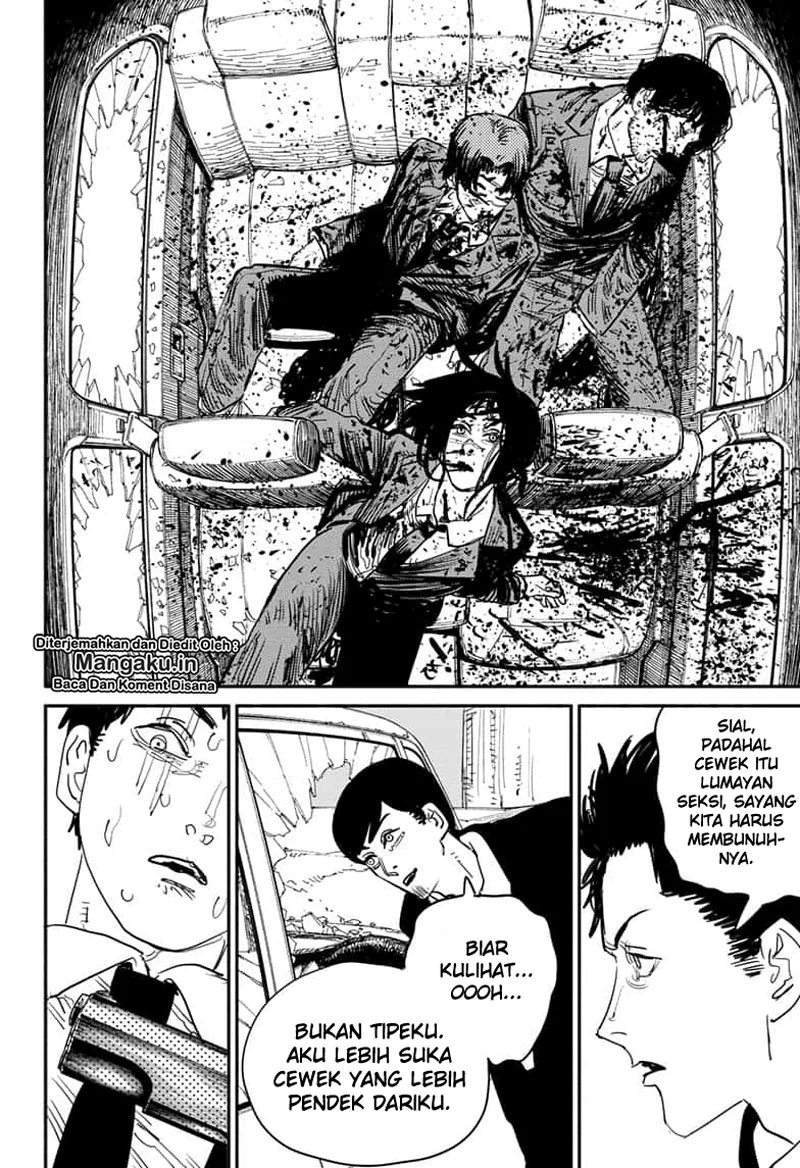 Diterjemahkan dan Diedit Oleh :
Mangaku.in
Baca Dan Koment Disana
SIAL,
PADAHAL
CEWEK ITU
LUMAYAN
SEKSI, SAYANG
KITA HARUS
MEMBUNUH-
NYA.
BIAR
KULIHAT...
OOOH...
BUKAN TIPEKU.
AKU LEBIH SUKA
CEWEK YANG LEBIH
PENDEK DARIKU.